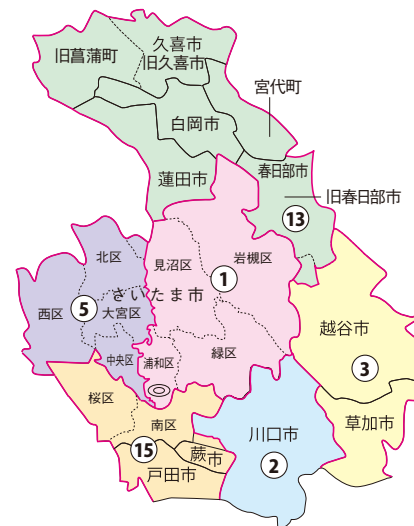 久喜市
旧菖蒲町
旧久喜市
宮代町
白岡市
春日部市
蓮田市
旧春日部市
13
北区
見沼区
岩槻区
1
さいたま市
西区
5
大宮区
越谷市
中央区
浦和区
緑区
3
桜区
南区
川口市
草加市
15
蕨市
戸田市
2